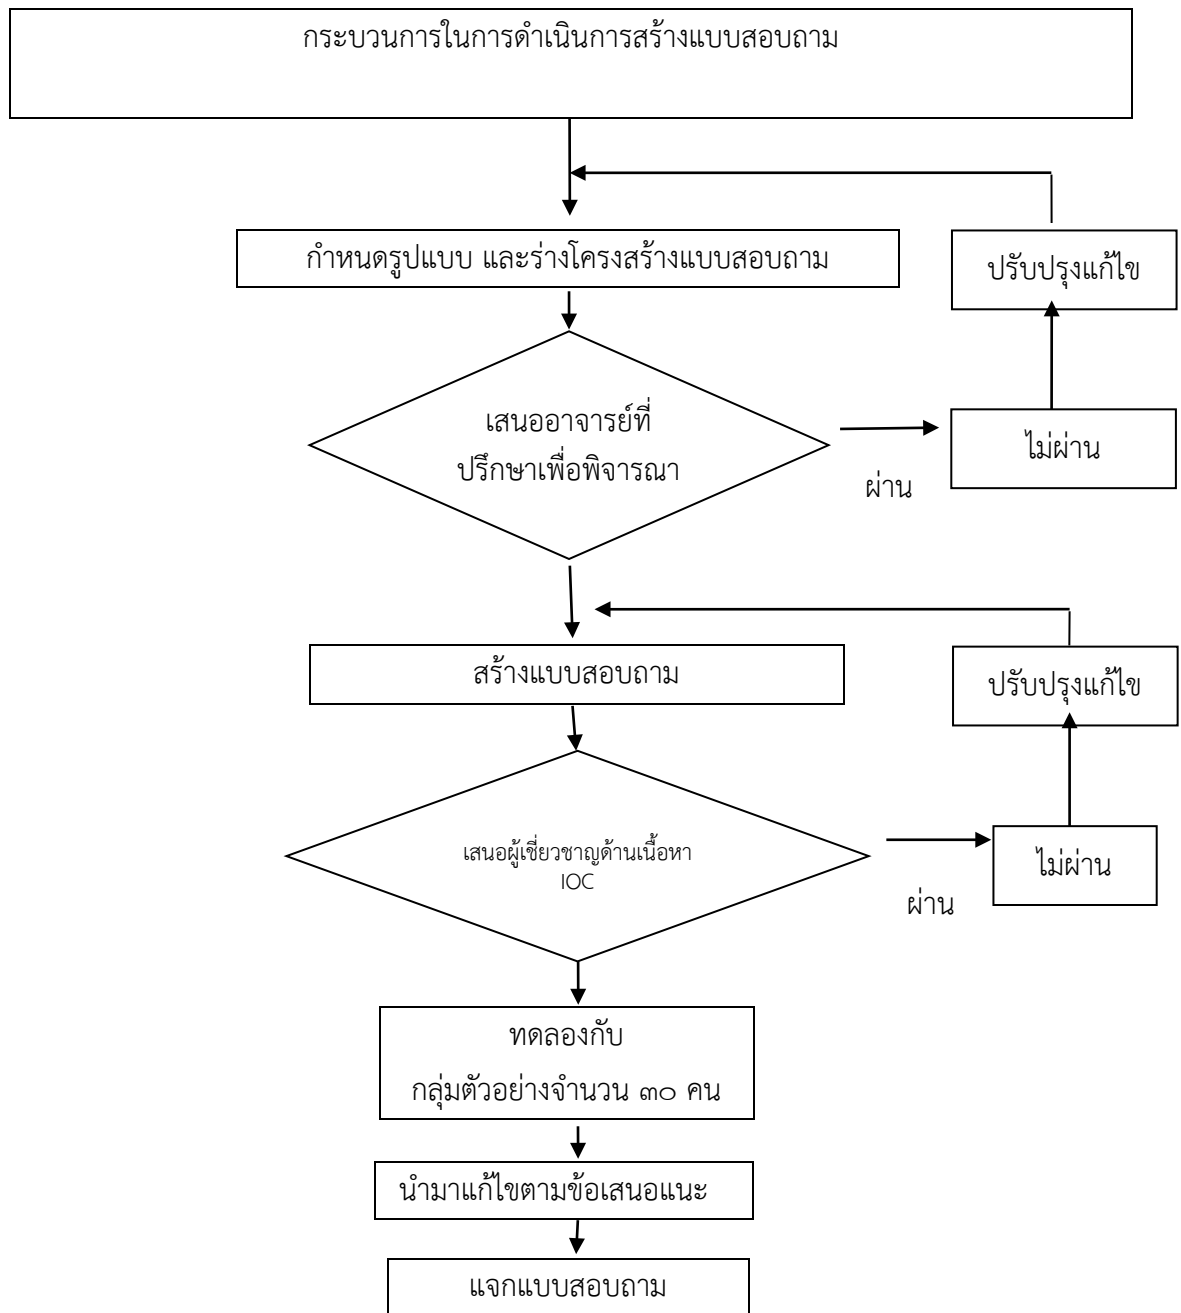 กระบวนการในการดำเนินการสร้างแบบสอบถาม
กำหนดรูปแบบ และร่างโครงสร้างแบบสอบถาม
ปรับปรุงแก้ไข
เสนออาจารย์ที่
ปรึกษาเพื่อพิจารณา
ไม่ผ่าน
ผ่าน
สร้างแบบสอบถาม
ปรับปรุงแก้ไข
เสนอผู้เชี่ยวชาญด้านเนื้อหา
IOC
ไม่ผ่าน
ผ่าน
ทดลองกับ
กลุ่มตัวอย่างจำนวน ๓๐ คน
นำมาแก้ไขตามข้อเสนอแนะ
แจกแบบสอบถาม